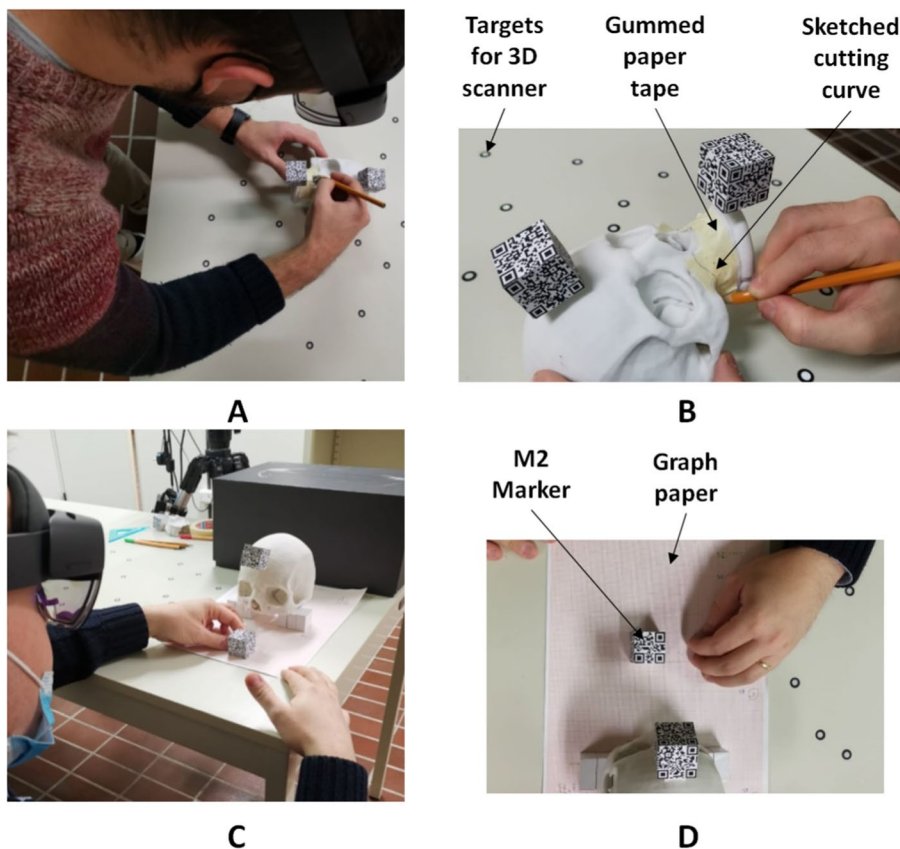 Targets
for 3D
scanner
Gummed
paper
tape
Sketched
cutting
curve
A
B
M2
Marker
Graph
paper
C
D